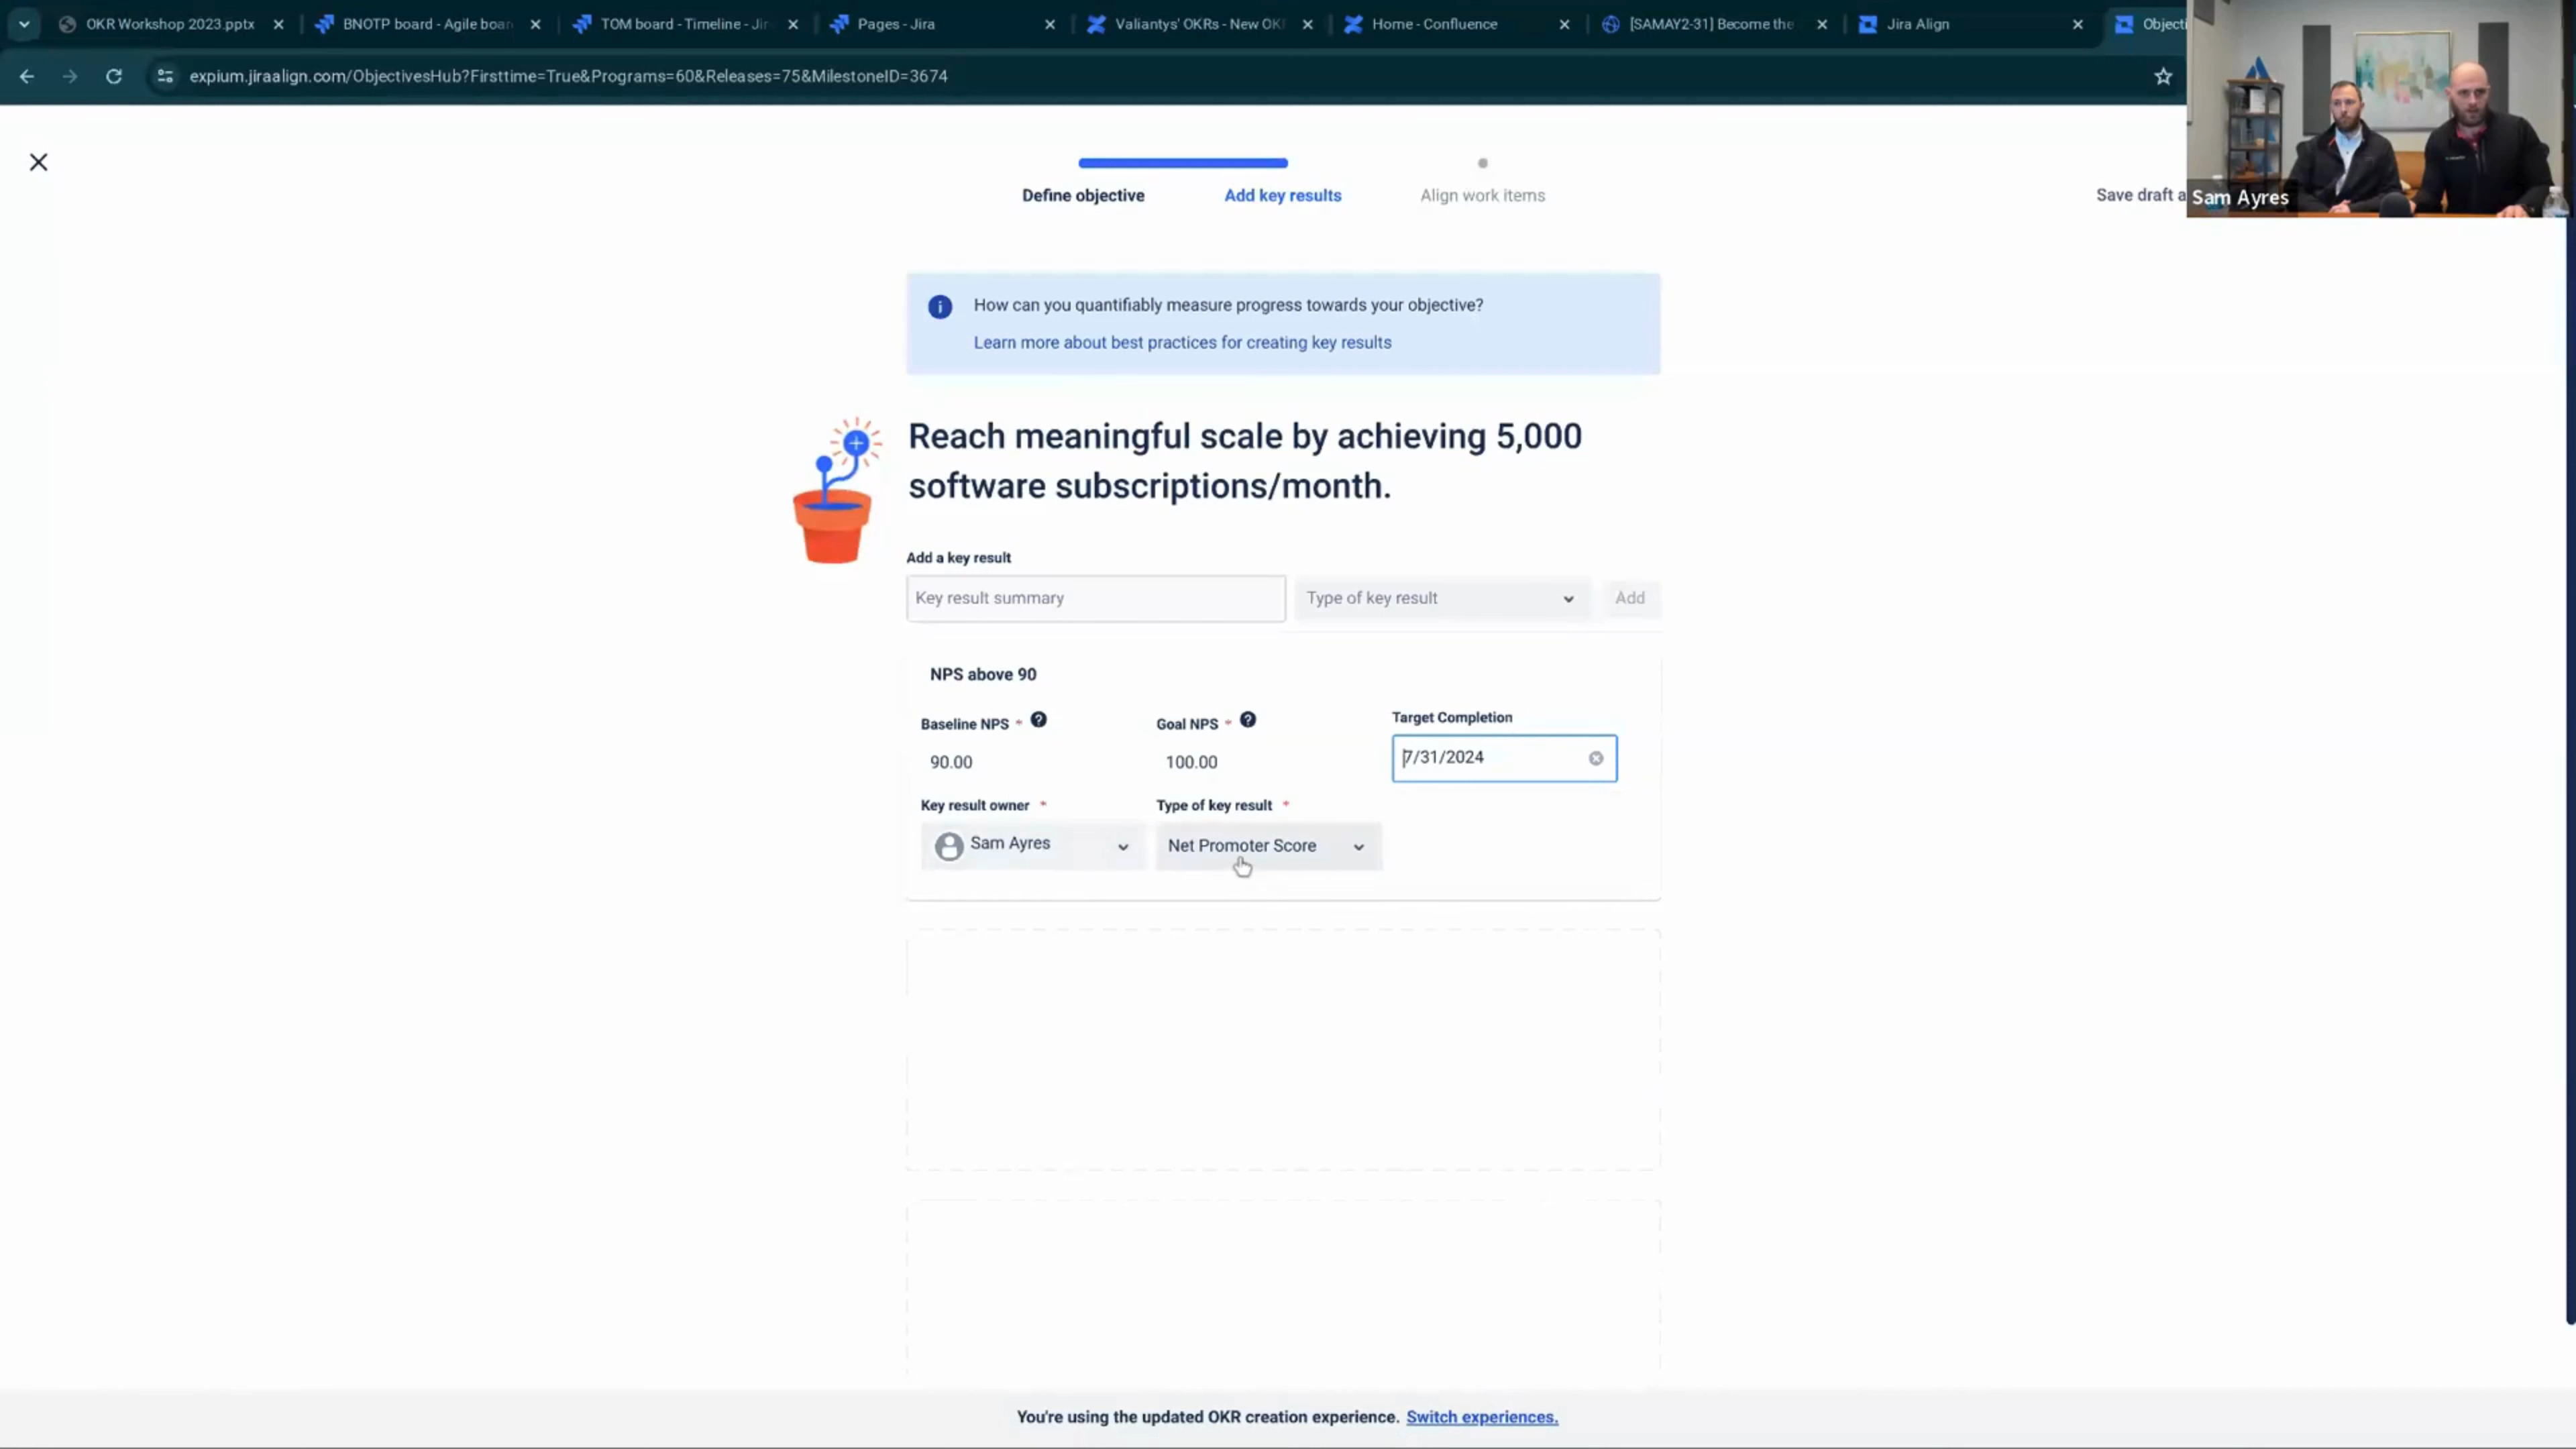 OKR Workshop 2023.pptx
BNOTP board - Agile boar
TOM board - Timeline - Jir
Pages - Jira
Valiantys' OKRs - New OK
Home - Confluence
[SAMAY2-31] Become the
Jira Align
Objecti
expium.jiraalign.com/ObjectivesHub?Firsttime=True&Programs=60&Releases=75&MilestoneID=3674
Sam Ayres
Define objective
Add key results
Align work items
Save draft a
How can you quantifiably measure progress towards your objective?
Learn more about best practices for creating key results
Reach meaningful scale by achieving 5,000
software subscriptions/month.
Add a key result
Key result summary
Type of key result
Add
NPS above 90
Baseline NPS *
Goal NPS *
Target Completion
90.00
100.00
7/31/2024
Key result owner *
Type of key result *
Sam Ayres
Net Promoter Score
You're using the updated OKR creation experience. Switch experiences.